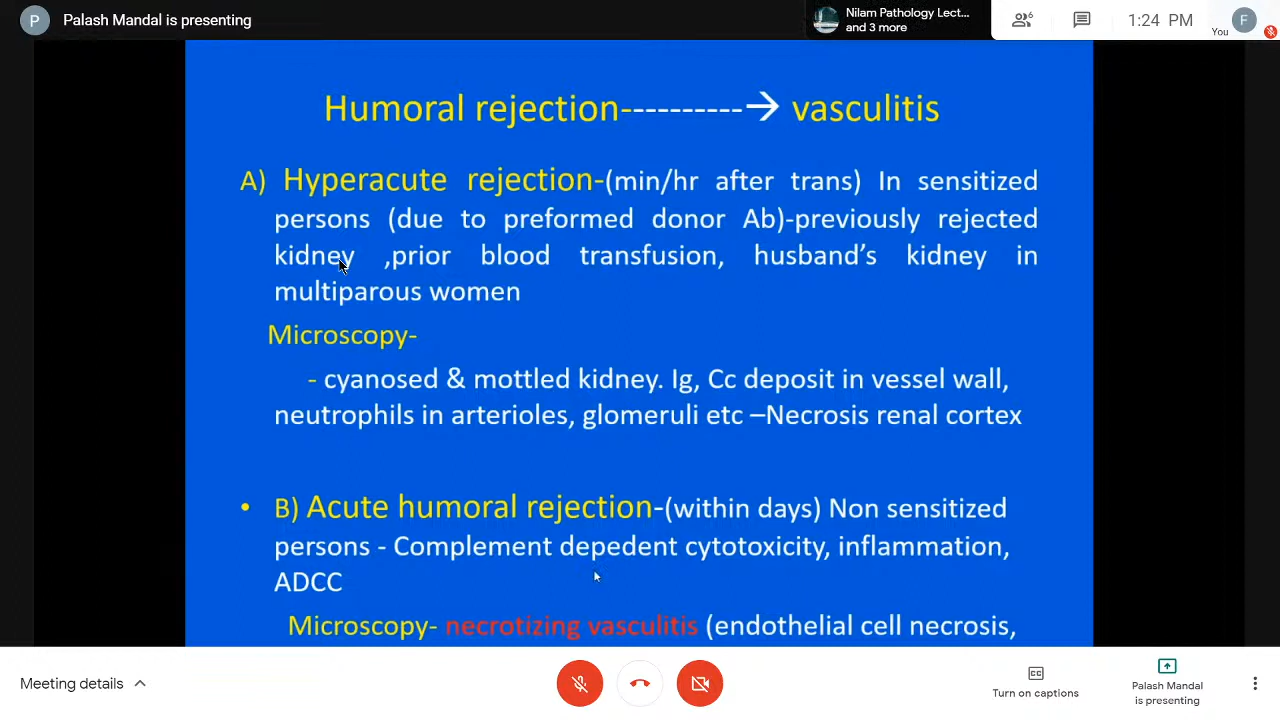 P Palash Mandal is presenting
Nilam Pathology Lect...
and 3 more
6
1:24 PM
You
F
Humoral rejection----------→ vasculitis
A) Hyperacute rejection-(min/hr after trans) In sensitized
persons (due to preformed donor Ab)-previously rejected
kidney ,prior blood transfusion, husband's kidney in
multiparous women
Microscopy-
- cyanosed & mottled kidney. Ig, Cc deposit in vessel wall,
neutrophils in arterioles, glomeruli etc –Necrosis renal cortex
• B) Acute humoral rejection-(within days) Non sensitized
persons - Complement depedent cytotoxicity, inflammation,
ADCC
Microscopy- necrotizing vasculitis (endothelial cell necrosis,
Meeting details
CC
Turn on captions
Palash Mandal
is presenting